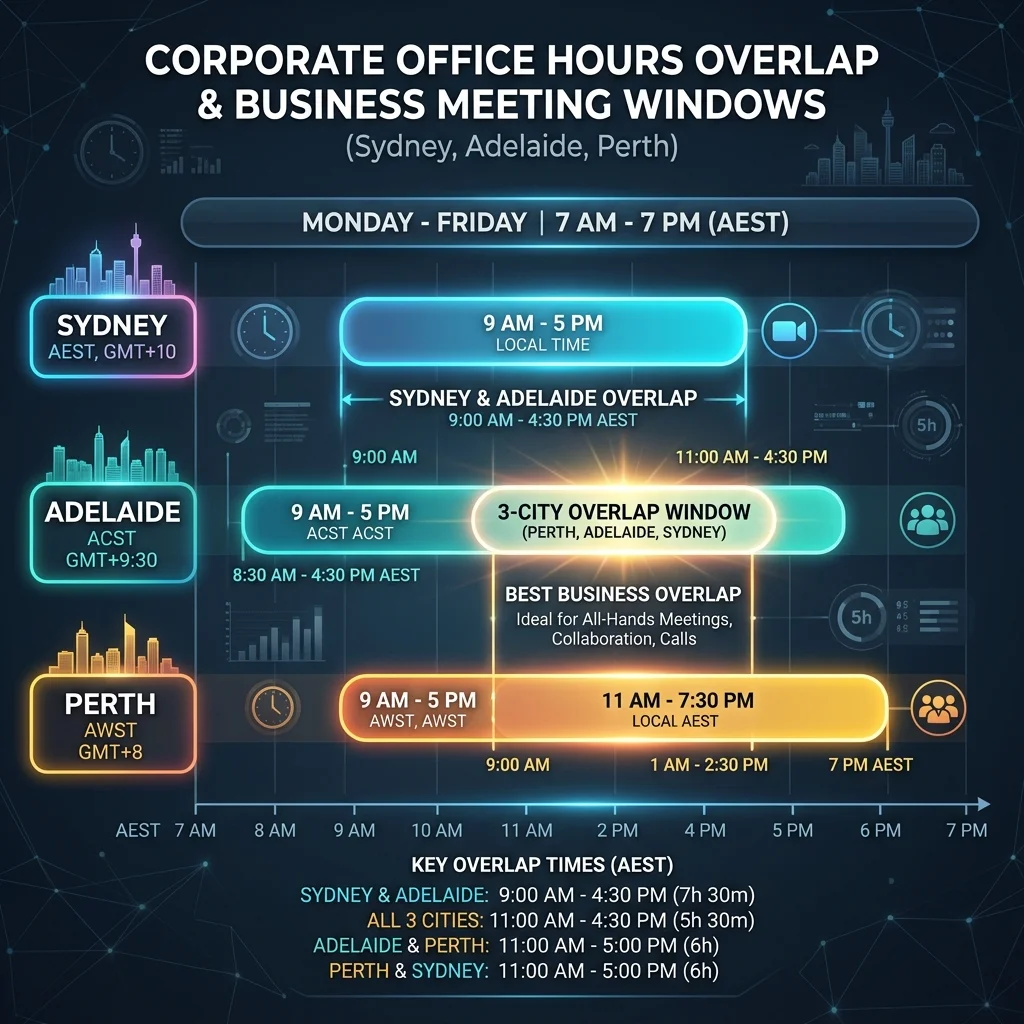 CORPORATE OFFICE HOURS OVERLAP
& BUSINESS MEETING WINDOWS
(Sydney, Adelaide, Perth)
MONDAY - FRIDAY | 7 AM - 7 PM (AEST)
SYDNEY
AEST, GMT+10
9 AM - 5 PM
LOCAL TIME
SYDNEY & ADELAIDE OVERLAP
9:00 AM - 4:30 PM AEST
5h
9:00 AM
11:00 AM - 4:30 PM
ADELAIDE
ACST
GMT+9:30
9 AM - 5 PM
ACST ACST
3-CITY OVERLAP WINDOW
(PERTH, ADELAIDE, SYDNEY)
8:30 AM - 4:30 PM AEST
BEST BUSINESS OVERLAP
Ideal for All-Hands Meetings,
Collaboration, Calls
5h
PERTH
AWST
GMT+8
9 AM - 5 PM
AWST, AWST
11 AM - 7:30 PM
LOCAL AEST
9:00 AM
1 AM - 2:30 PM
7 PM AEST
AEST 7 AM 8 AM 9 AM 10 AM 11 AM 2 PM 4 PM 5 PM 6 PM 7 PM
KEY OVERLAP TIMES (AEST)
SYDNEY & ADELAIDE: 9:00 AM - 4:30 PM (7h 30m)
ALL 3 CITIES: 11:00 AM - 4:30 PM (5h 30m)
ADELAIDE & PERTH: 11:00 AM - 5:00 PM (6h)
PERTH & SYDNEY: 11:00 AM - 5:00 PM (6h)